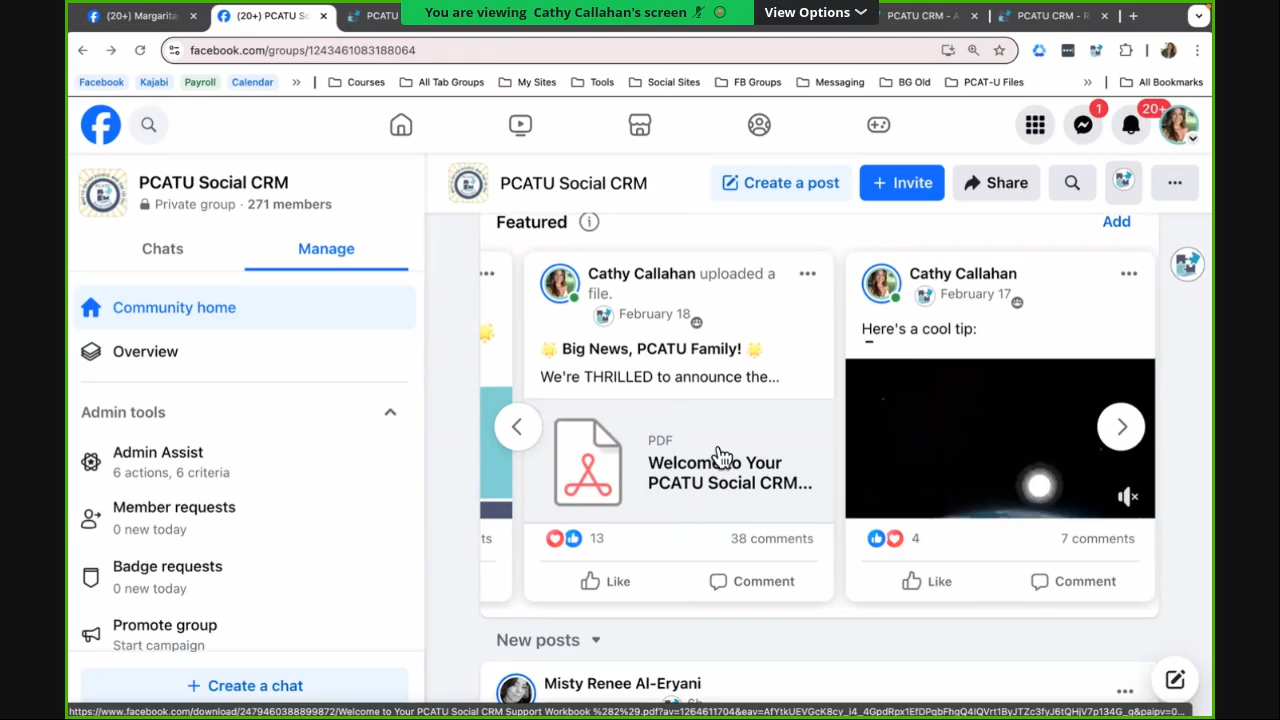 (20+) Margarita
(20+) PCATU So
PCATU
You are viewing Cathy Callahan's screen
View Options
PCATU CRM - A
PCATU CRM - R
facebook.com/groups/1243461083188064
Facebook
Kajabi
Payroll
Calendar
»
Courses
All Tab Groups
My Sites
Tools
Social Sites
FB Groups
Messaging
BG Old
PCAT-U Files
»
All Bookmarks
1
20+
PCATU Social CRM
Private group · 271 members
Chats
Manage
Community home
Overview
Admin tools
Admin Assist
6 actions, 6 criteria
Member requests
0 new today
Badge requests
0 new today
Promote group
Start campaign
+ Create a chat
PCATU Social CRM
Create a post
+ Invite
Share
Featured
Add
ts
Cathy Callahan uploaded a
file.
February 18
🌟 Big News, PCATU Family! 🌟
We're THRILLED to announce the...
PDF
Welcome to Your
PCATU Social CRM...
13
38 comments
Like
Comment
Cathy Callahan
February 17
Here's a cool tip:
4
7 comments
Like
Comment
New posts
Misty Renee Al-Eryani